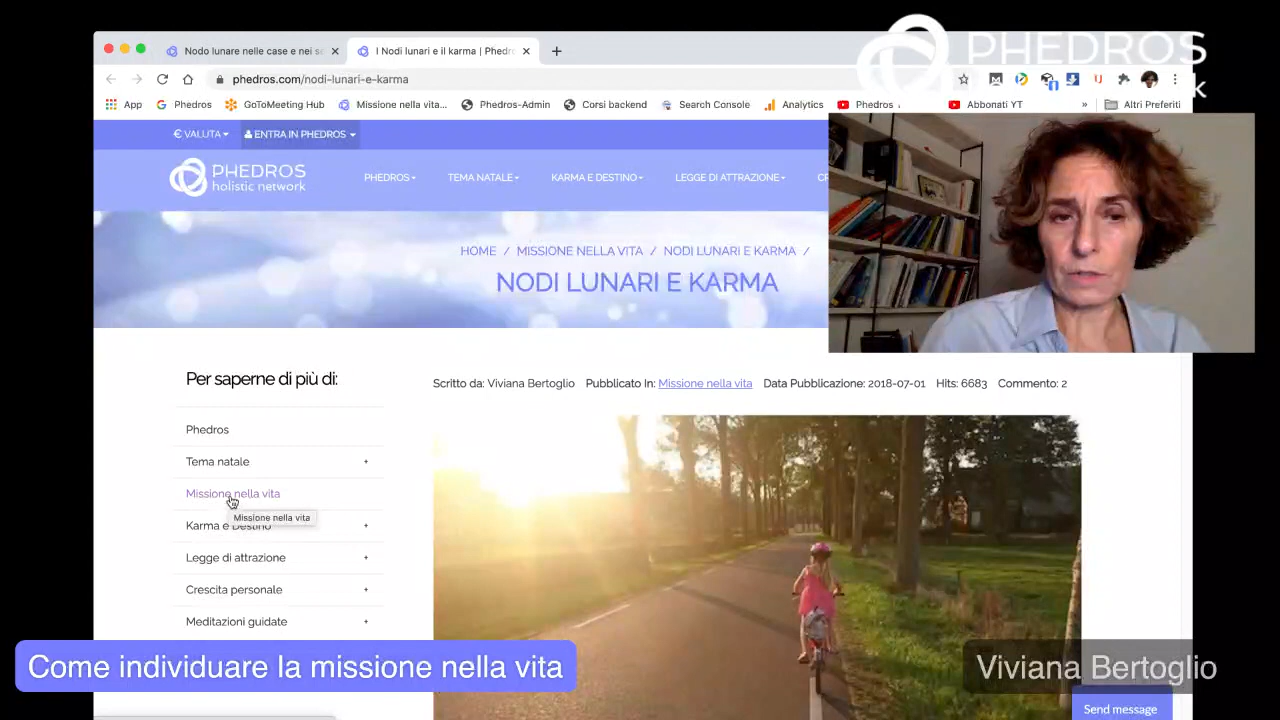 Nodo lunare nelle case e nei se
I Nodi lunari e il karma | Phedr
phedros.com/nodi-lunari-e-karma
PHEDROS
App
Phedros
GoToMeeting Hub
Missione nella vita...
Phedros-Admin
Corsi backend
Search Console
Analytics
Phedros
Abbonati YT
»
Altri Preferiti
€ VALUTA
ENTRA IN PHEDROS
PHEDROS
holistic network
PHEDROS
TEMA NATALE
KARMA E DESTINO
LEGGE DI ATTRAZIONE
HOME / MISSIONE NELLA VITA / NODI LUNARI E KARMA /
NODI LUNARI E KARMA
Per saperne di più di:
Scritto da: Viviana Bertoglio Pubblicato In: Missione nella vita Data Pubblicazione: 2018-07-01 Hits: 6683 Commento: 2
Phedros
Tema natale +
Missione nella vita
Missione nella vita
Karma e Destino +
Legge di attrazione +
Crescita personale +
Meditazioni guidate +
Come individuare la missione nella vita
Viviana Bertoglio
Send message